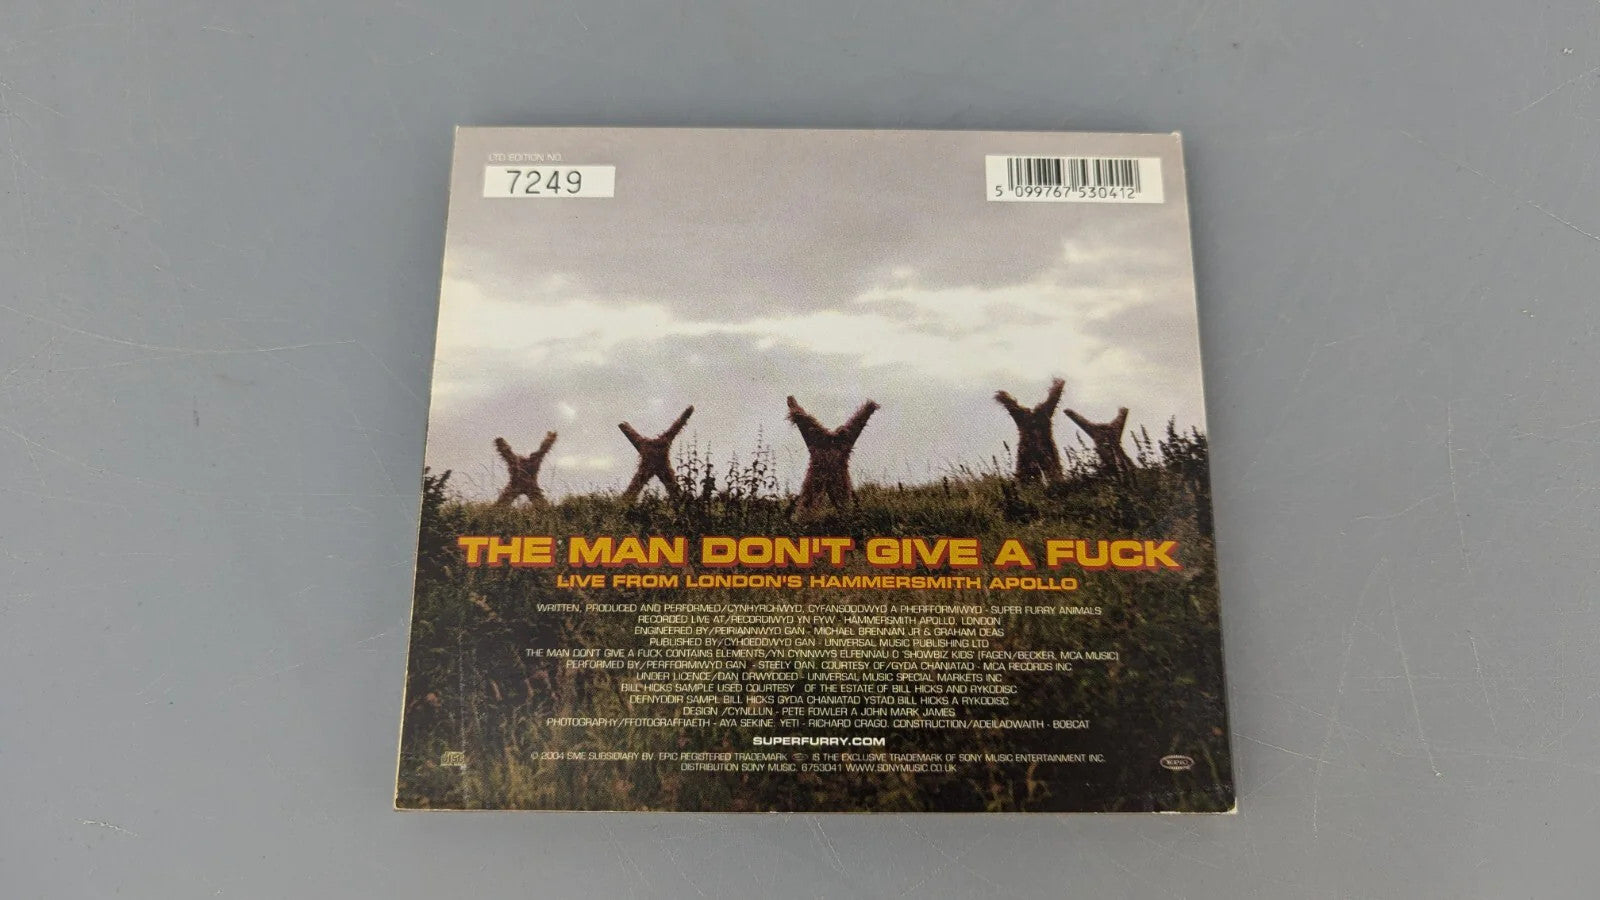 LTD EDITION NO.
7249
5 099767 530412
THE MAN DON'T GIVE A FUCK
LIVE FROM LONDON'S HAMMERSMITH APOLLO
WRITTEN, PRODUCED AND PERFORMED/CYNHYRCHWYD, CYFANSODDWYD A PHERFFORMIWYD - SUPER FURRY ANIMALS
RECORDED LIVE AT/RECORDIWYD YN FYW - HAMMERSMITH APOLLO, LONDON
ENGINEERED BY/PEIRIANNWYD GAN - MICHAEL BRENNAN JR & GRAHAM DEAS
PUBLISHED BY/CYHOEDDWYD GAN - UNIVERSAL MUSIC PUBLISHING LTD
THE MAN DON'T GIVE A FUCK CONTAINS ELEMENTS/YN CYNNWYS ELFENNAU O 'SHOWBIZ KIDS' (FAGEN/BECKER, MCA MUSIC)
PERFORMED BY/PERFFORMIWYD GAN - STEELY DAN. COURTESY OF/GYDA CHANIATAD - MCA RECORDS INC
UNDER LICENCE/DAN DRWYDDED - UNIVERSAL MUSIC SPECIAL MARKETS INC
BILL HICKS SAMPLE USED COURTESY OF THE ESTATE OF BILL HICKS AND RYKODISC
DEFNYDDIR SAMPL BILL HICKS GYDA CHANIATAD YSTAD BILL HICKS A RYKODISC
DESIGN /CYNLLUN - PETE FOWLER A JOHN MARK JAMES
PHOTOGRAPHY/FFOTOGRAFFIAETH - AYA SEKINE. YETI - RICHARD CRAGO. CONSTRUCTION/ADEILADWAITH - BOBCAT
SUPERFURRY.COM
© 2004 SME SUBSIDIARY BV. EPIC REGISTERED TRADEMARK IS THE EXCLUSIVE TRADEMARK OF SONY MUSIC ENTERTAINMENT INC.
DISTRIBUTION SONY MUSIC. 6753041 WWW.SONYMUSIC.CO.UK
EPIC